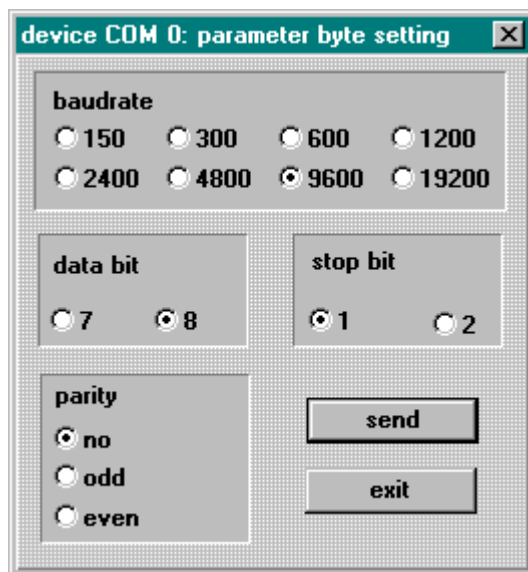 device COM 0: parameter byte setting
baudrate
150 300 600 1200
2400 4800 9600 19200
data bit
7 8
stop bit
1 2
parity
no
odd
even
send
exit